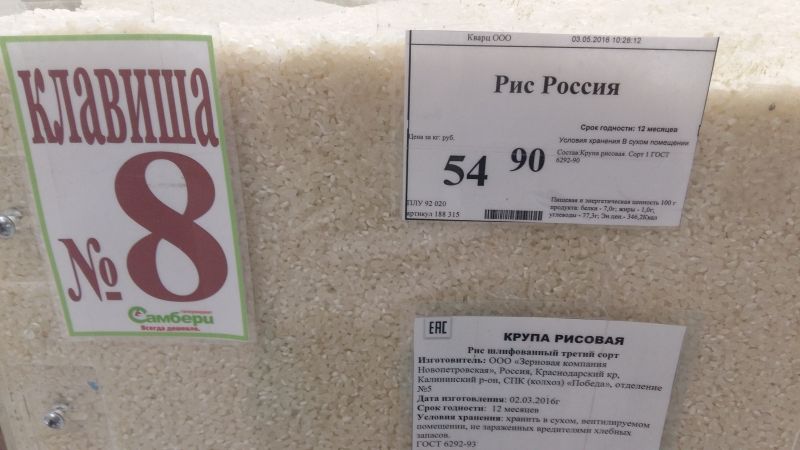 КЛАВИША
№ 8
Самбери
Всегда дешевле.
Кварц ООО 03.05.2016 10:26:12
Рис Россия
Срок годности: 12 месяцев
Условия хранения В сухом помещении
Цена за кг: руб.
Состав:Крупа рисовая. Сорт 1 ГОСТ
6292-90
54 90
Пищевая и энергетическая ценность 100 г
продукта: белки - 7,0г; жиры - 1,0г;
углеводы - 77,3г; Эн.цен.- 346,2Ккал
ПЛУ 92 020
артикул 188 315
EAC
КРУПА РИСОВАЯ
Рис шлифованный третий сорт
Изготовитель: ООО «Зерновая компания
Новопетровская», Россия, Краснодарский кр,
Калининский р-он, СПК (колхоз) «Победа», отделение
№5
Дата изготовления: 02.03.2016г
Срок годности: 12 месяцев
Условия хранения: хранить в сухом, вентилируемом
помещении, не зараженных вредителями хлебных
запасов.
ГОСТ 6292-93